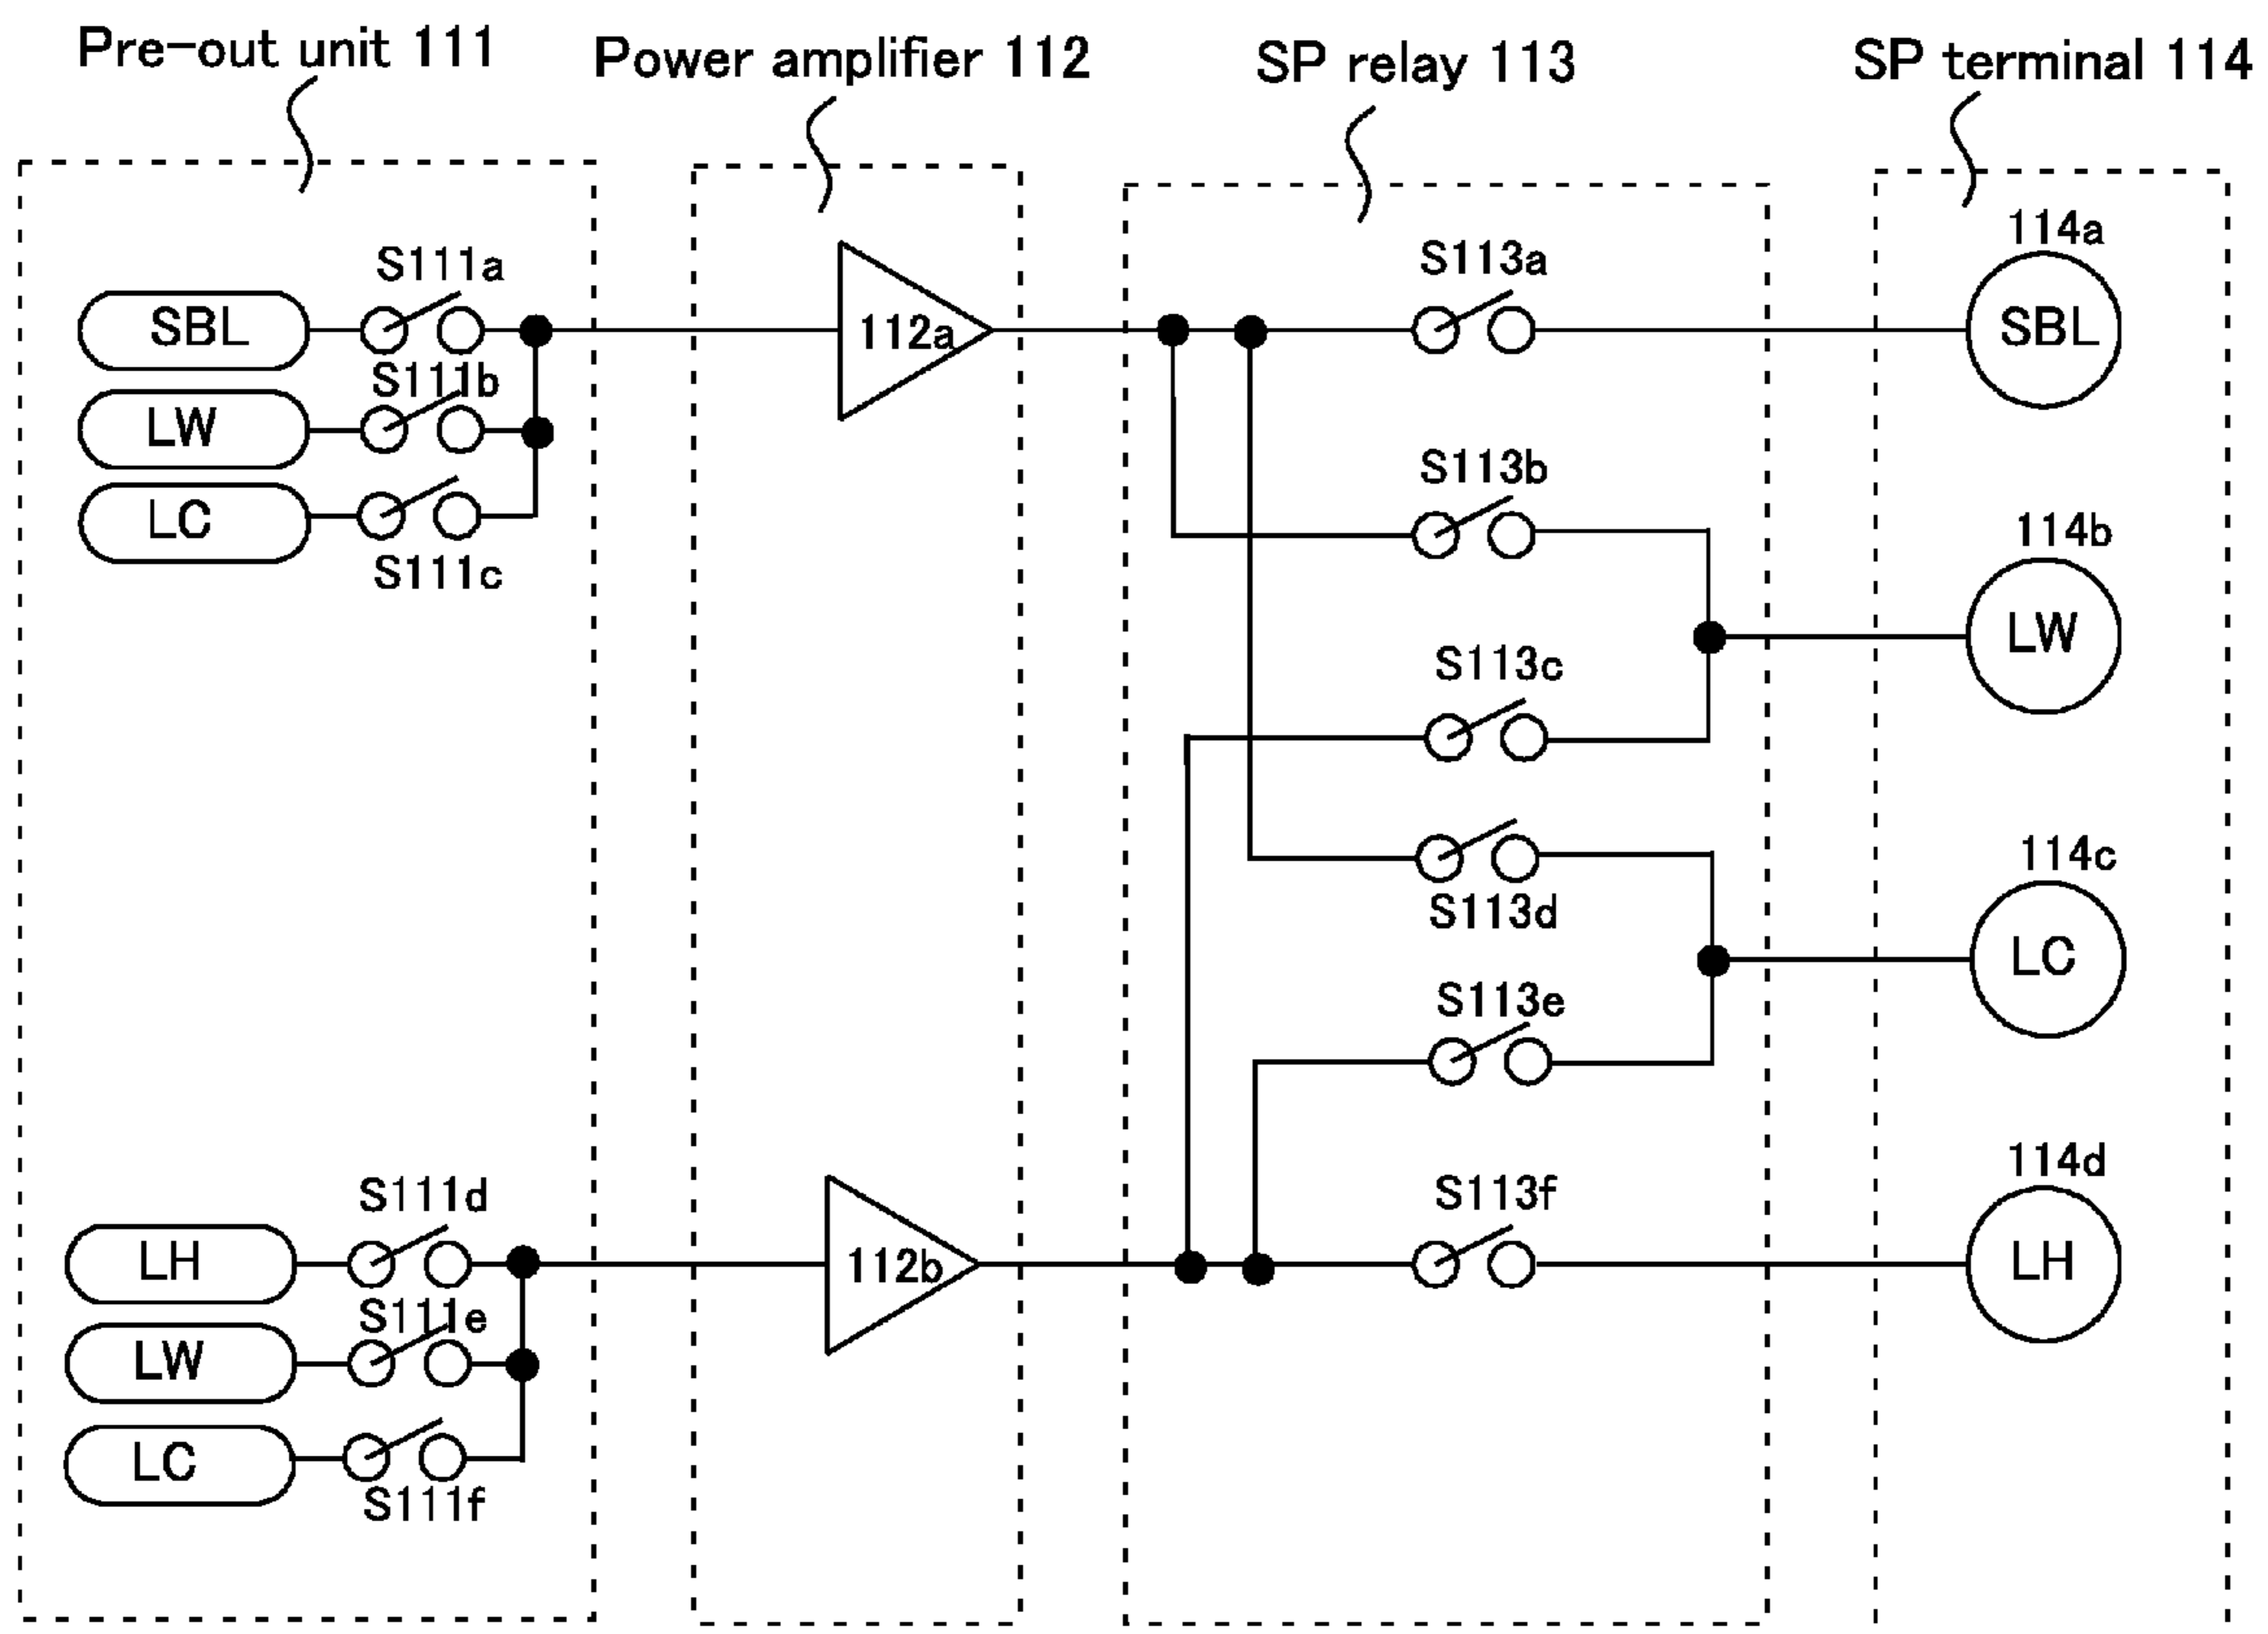 Pre-out unit 111
Power amplifier 112
SP relay 113
SP terminal 114
SBL
S111a
LW
S111b
LC
S111c
LH
S111d
LW
S111e
LC
S111f
112a
112b
S113a
S113b
S113c
S113d
S113e
S113f
114a
SBL
114b
LW
114c
LC
114d
LH